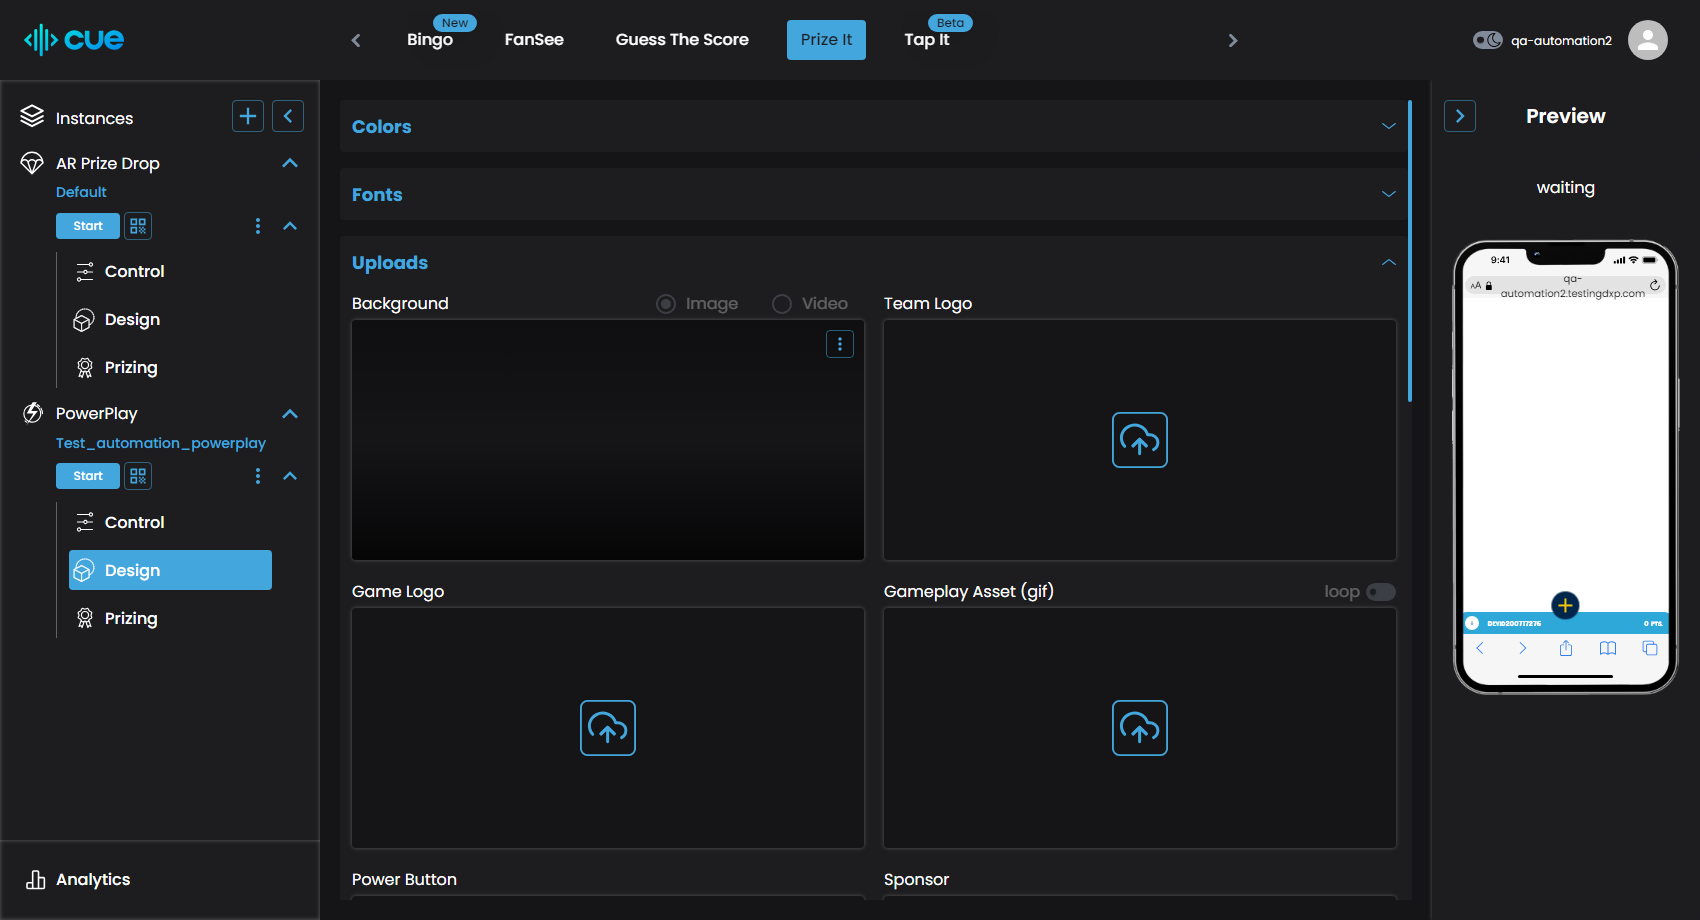 cue
New
Bingo
FanSee
Guess The Score
Prize It
Beta
Tap It
qa-automation2
Instances
AR Prize Drop
Default
Start
Control
Design
Prizing
PowerPlay
Test_automation_powerplay
Start
Control
Design
Prizing
Analytics
Colors
Fonts
Uploads
Background
Image
Video
Team Logo
Game Logo
Gameplay Asset (gif)
loop
Power Button
Sponsor
Preview
waiting
9:41
AA
qa-
automation2.testingdxp.com
DEVID200717275
0 PTS.